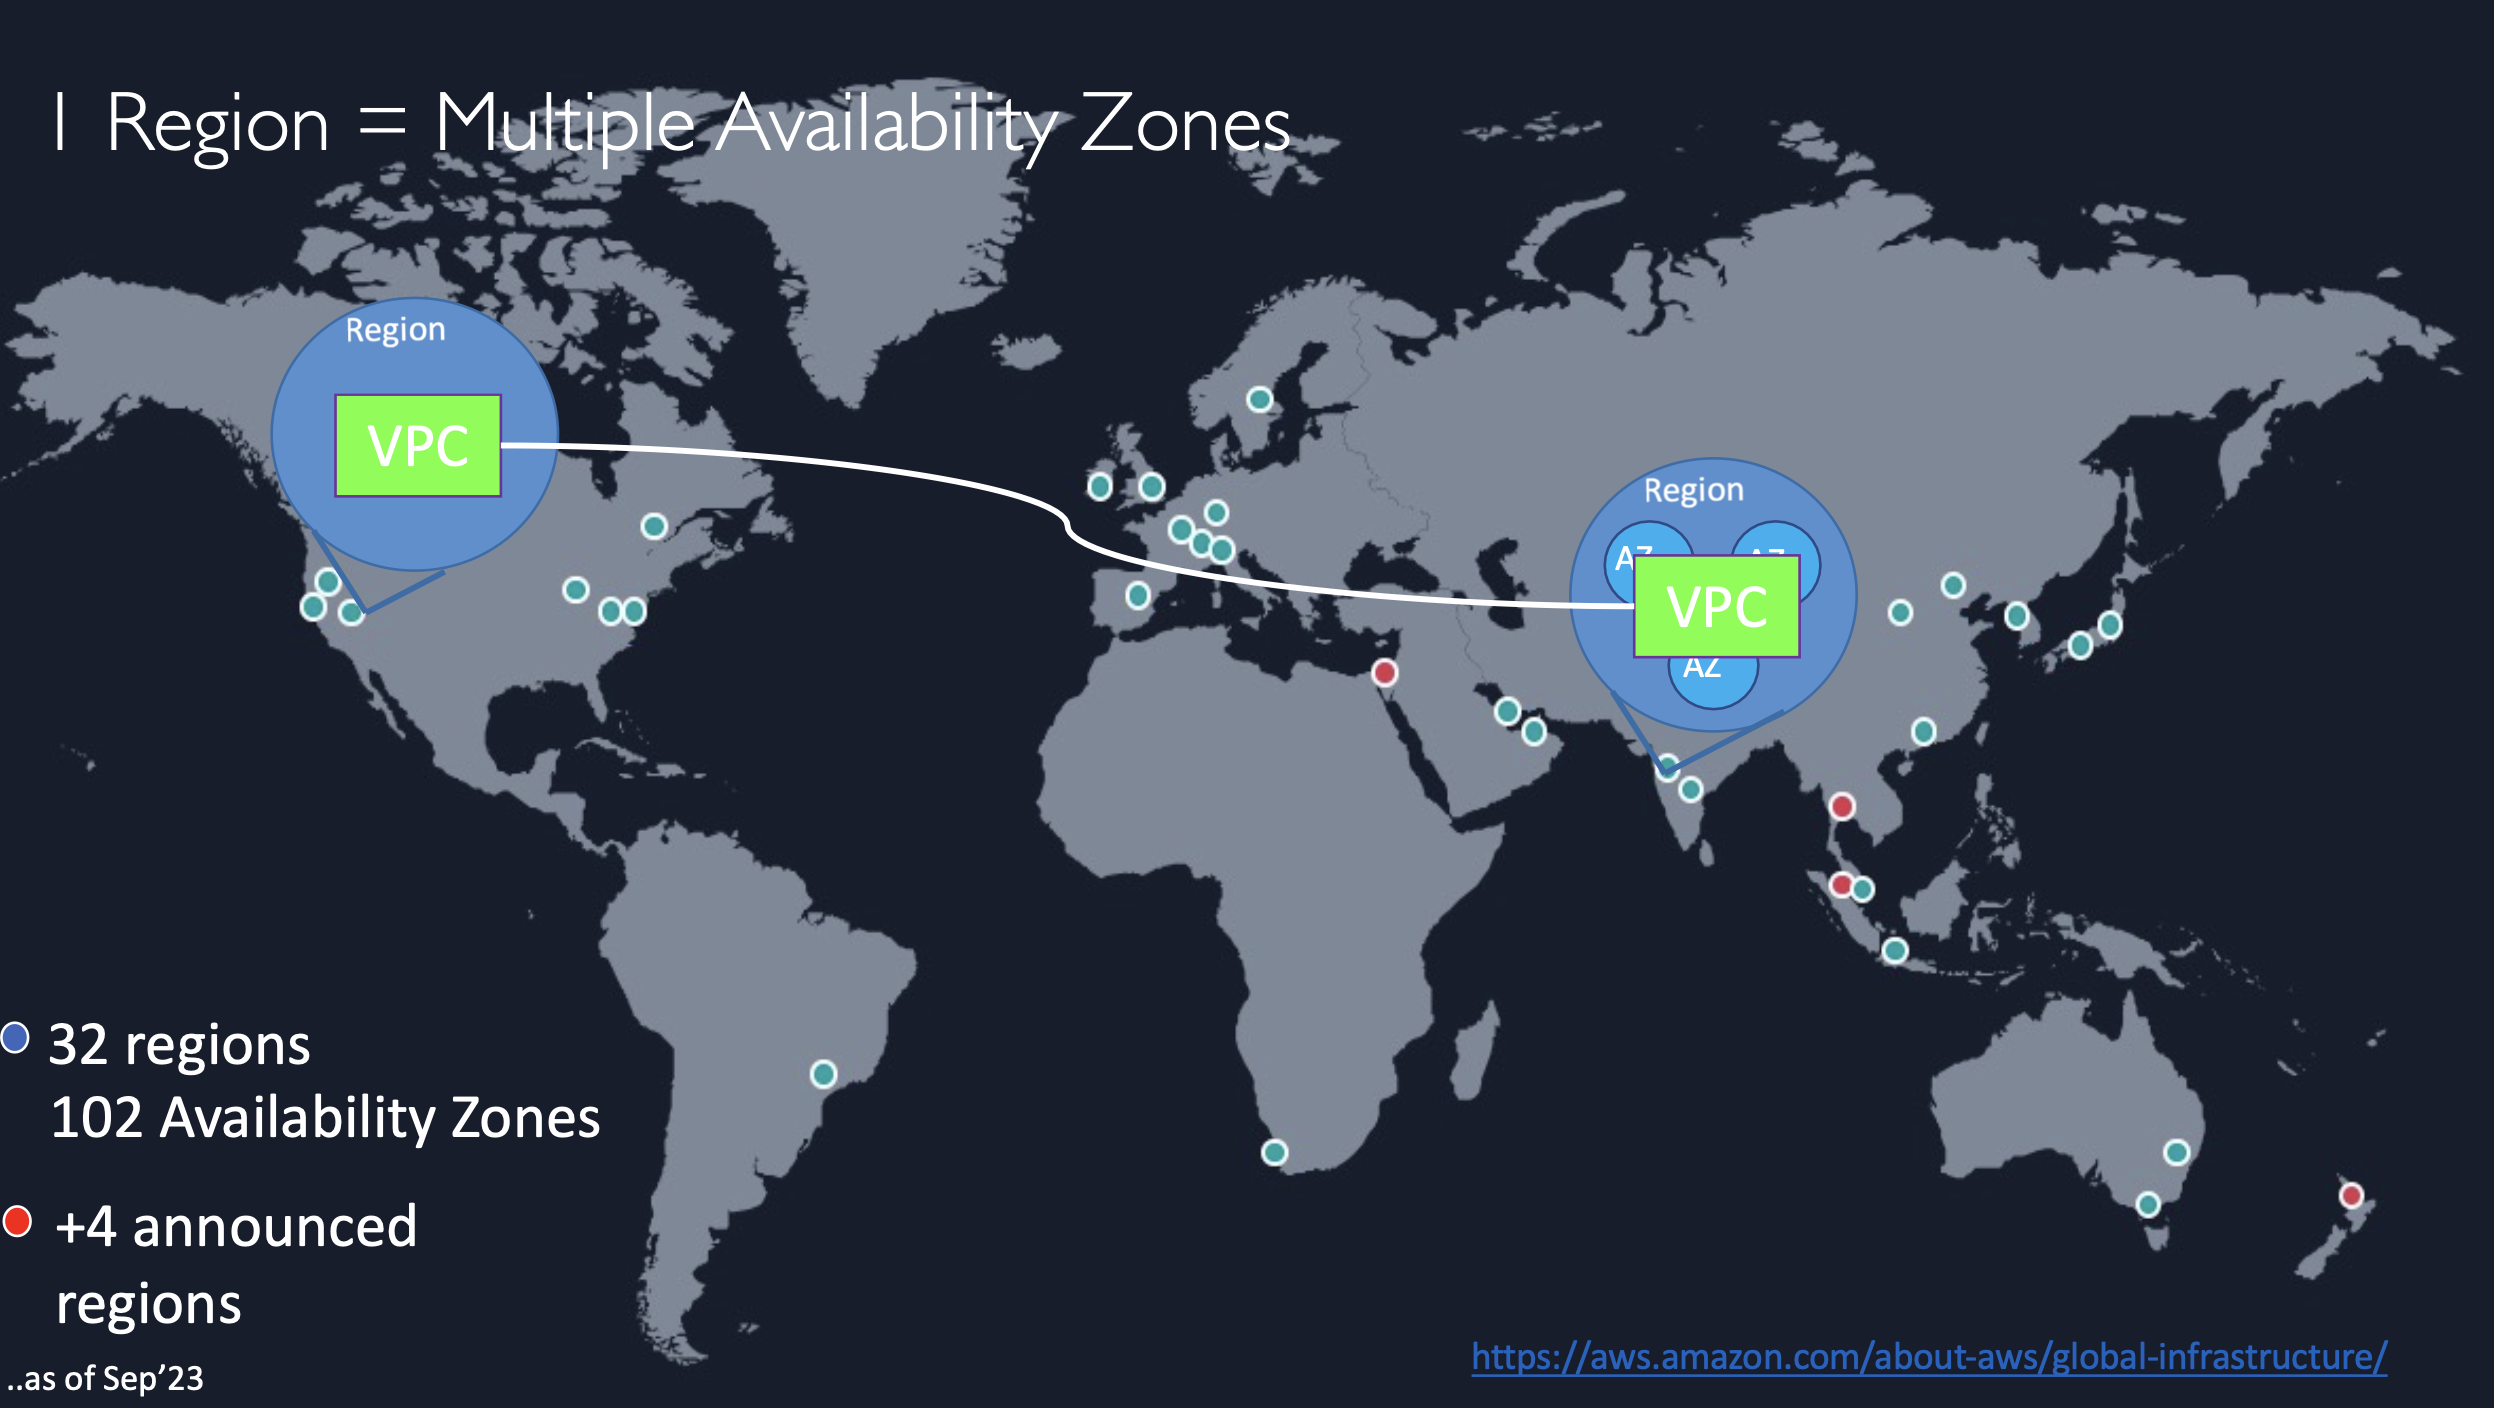 1 Region = Multiple Availability Zones
Region
VPC
Region
AZ
AZ
VPC
AZ
32 regions
102 Availability Zones
+4 announced
regions
..as of Sep’23
https://aws.amazon.com/about-aws/global-infrastructure/